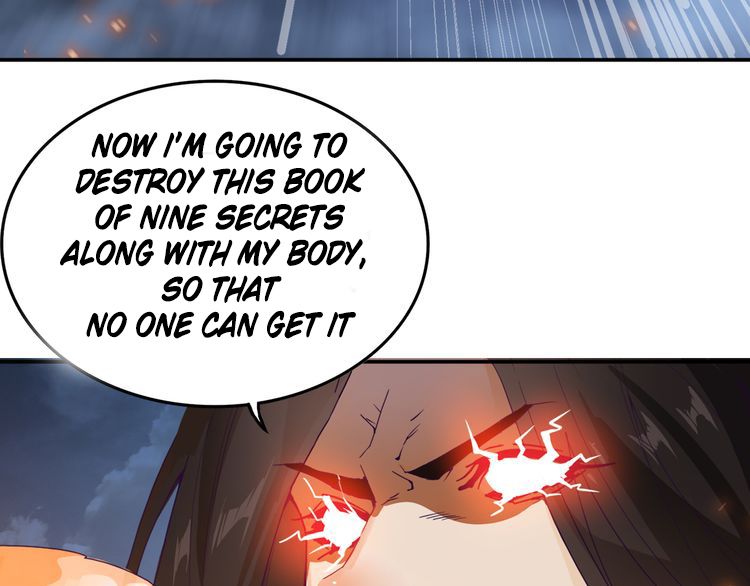 NOW I'M GOING TO
DESTROY THIS BOOK
OF NINE SECRETS
ALONG WITH MY BODY,
SO THAT
NO ONE CAN GET IT